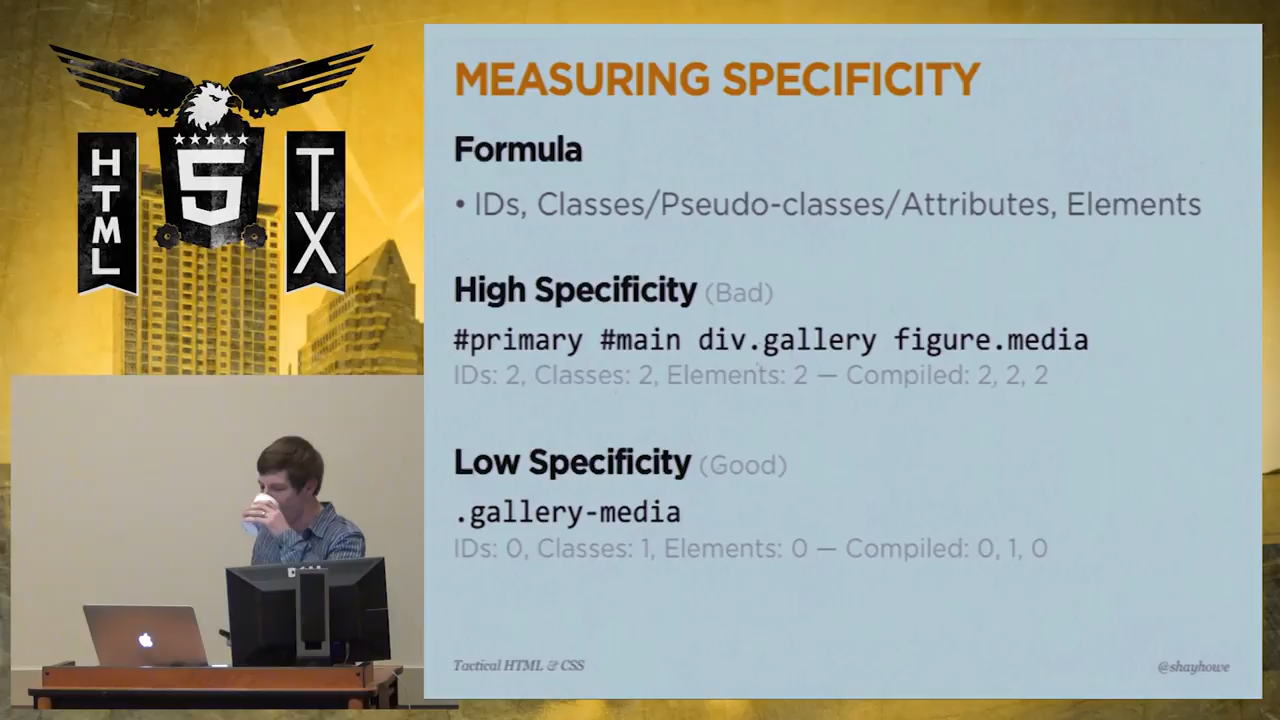 HTML
5
TX
MEASURING SPECIFICITY
Formula
• IDs, Classes/Pseudo-classes/Attributes, Elements
High Specificity (Bad)
#primary #main div.gallery figure.media
IDs: 2, Classes: 2, Elements: 2 — Compiled: 2, 2, 2
Low Specificity (Good)
.gallery-media
IDs: 0, Classes: 1, Elements: 0 — Compiled: 0, 1, 0
Tactical HTML & CSS
@shayhowe